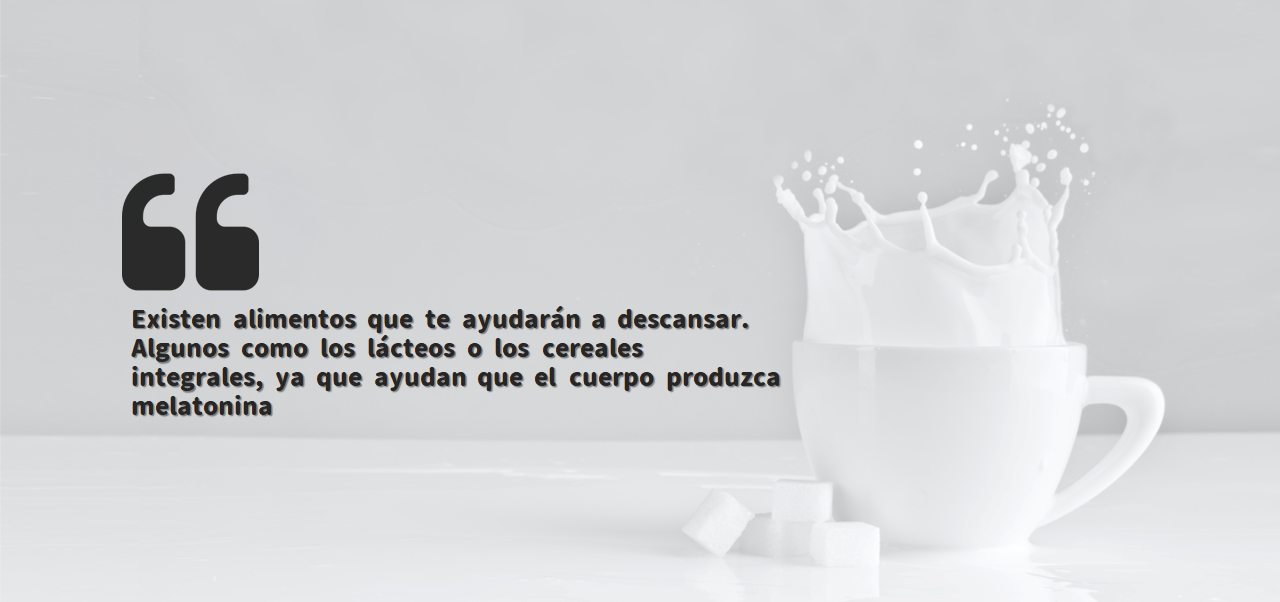 Existen alimentos que te ayudarán a descansar.
Algunos como los lácteos o los cereales
integrales, ya que ayudan que el cuerpo produzca
melatonina